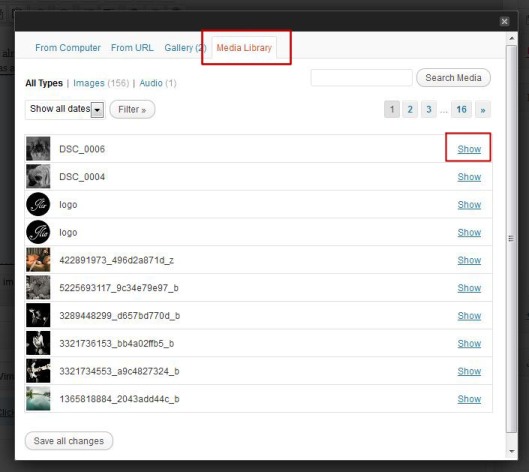 From Computer From URL Gallery (2) Media Library
All Types | Images (156) | Audio (1) Search Media
Show all dates Filter » 1 2 3 ... 16 »
DSC_0006 Show
DSC_0004 Show
logo Show
logo Show
422891973_496d2a871d_z Show
5225693117_9c34e79e97_b Show
3289448299_d657bd770d_b Show
3321736153_bb4a02ffb5_b Show
3321734553_a9c4827324_b Show
1365818884_2043add44c_b Show
Save all changes